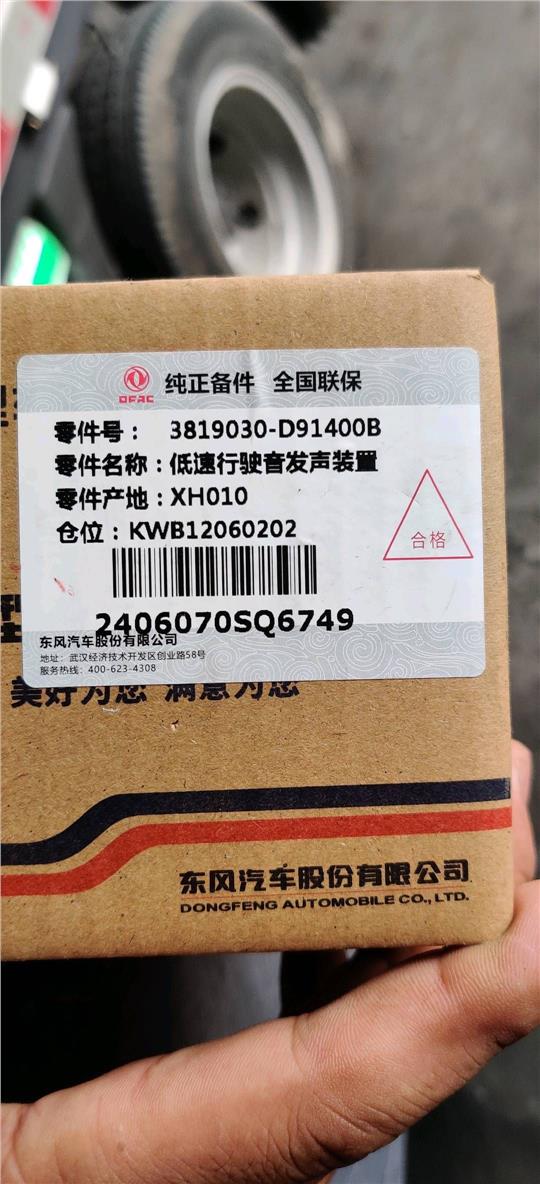 DFAC
纯正备件 全国联保
零件号： 3819030-D91400B
零件名称：低速行驶音发声装置
零件产地：XH010
仓位：KWB12060202
合格
2406070SQ6749
东风汽车股份有限公司
地址：武汉经济技术开发区创业路58号
服务热线：400-623-4308
美好为您 满意为您
东风汽车股份有限公司
DONGFENG AUTOMOBILE CO., LTD.